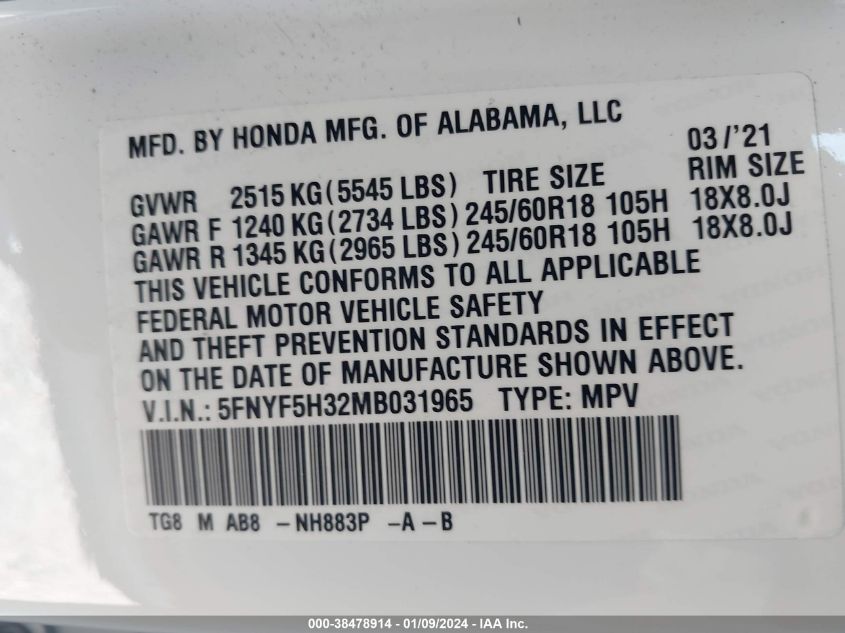 MFD. BY HONDA MFG. OF ALABAMA, LLC
03/'21
GVWR 2515 KG(5545 LBS) TIRE SIZE RIM SIZE
GAWR F 1240 KG(2734 LBS) 245/60R18 105H 18X8.0J
GAWR R 1345 KG(2965 LBS) 245/60R18 105H 18X8.0J
THIS VEHICLE CONFORMS TO ALL APPLICABLE
FEDERAL MOTOR VEHICLE SAFETY
AND THEFT PREVENTION STANDARDS IN EFFECT
ON THE DATE OF MANUFACTURE SHOWN ABOVE.
V.I.N.: 5FNYF5H32MB031965 TYPE: MPV
TG8 M AB8 -NH883P -A-B
000-38478914 - 01/09/2024 - IAA Inc.